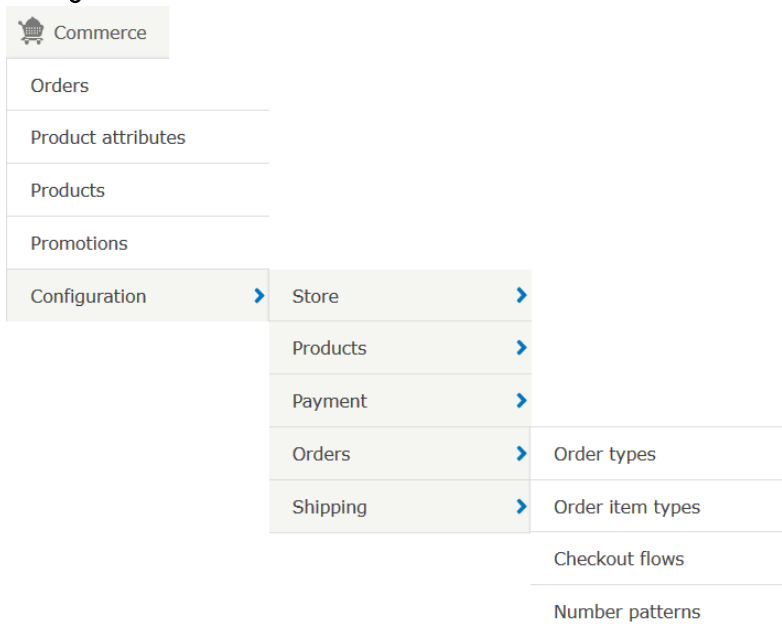 Commerce
Orders
Product attributes
Products
Promotions
Configuration
Store
Products
Payment
Orders
Shipping
Order types
Order item types
Checkout flows
Number patterns